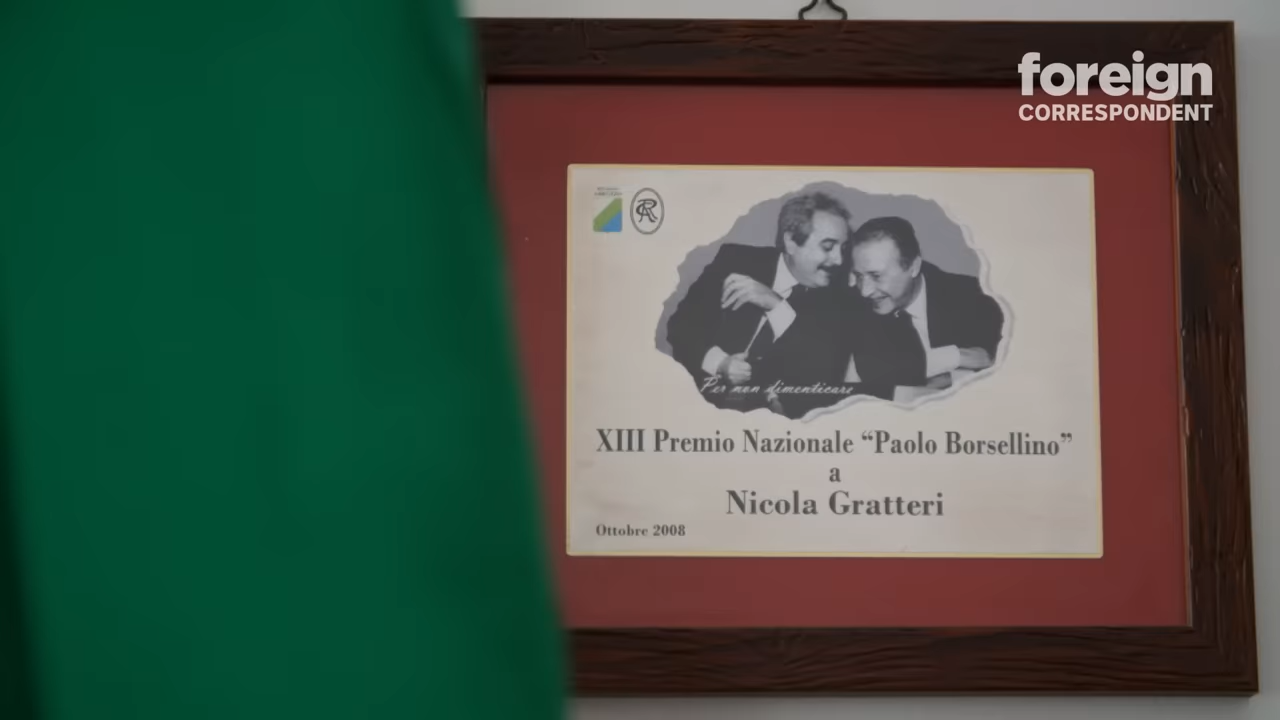 foreign
CORRESPONDENT
Per non dimenticare
XIII Premio Nazionale “Paolo Borsellino”
a
Nicola Gratteri
Ottobre 2008